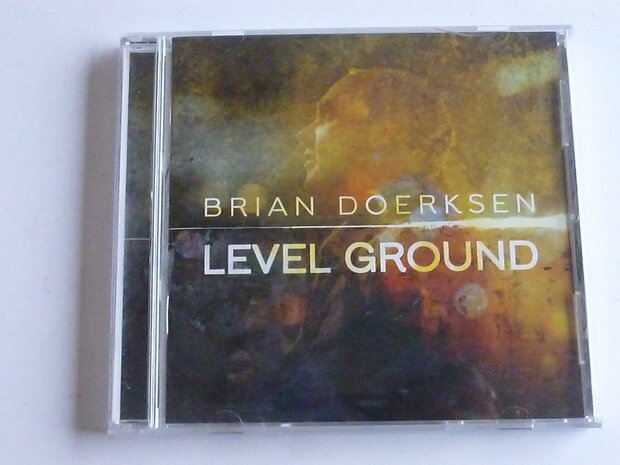 BRIAN DOERKSEN
LEVEL GROUND